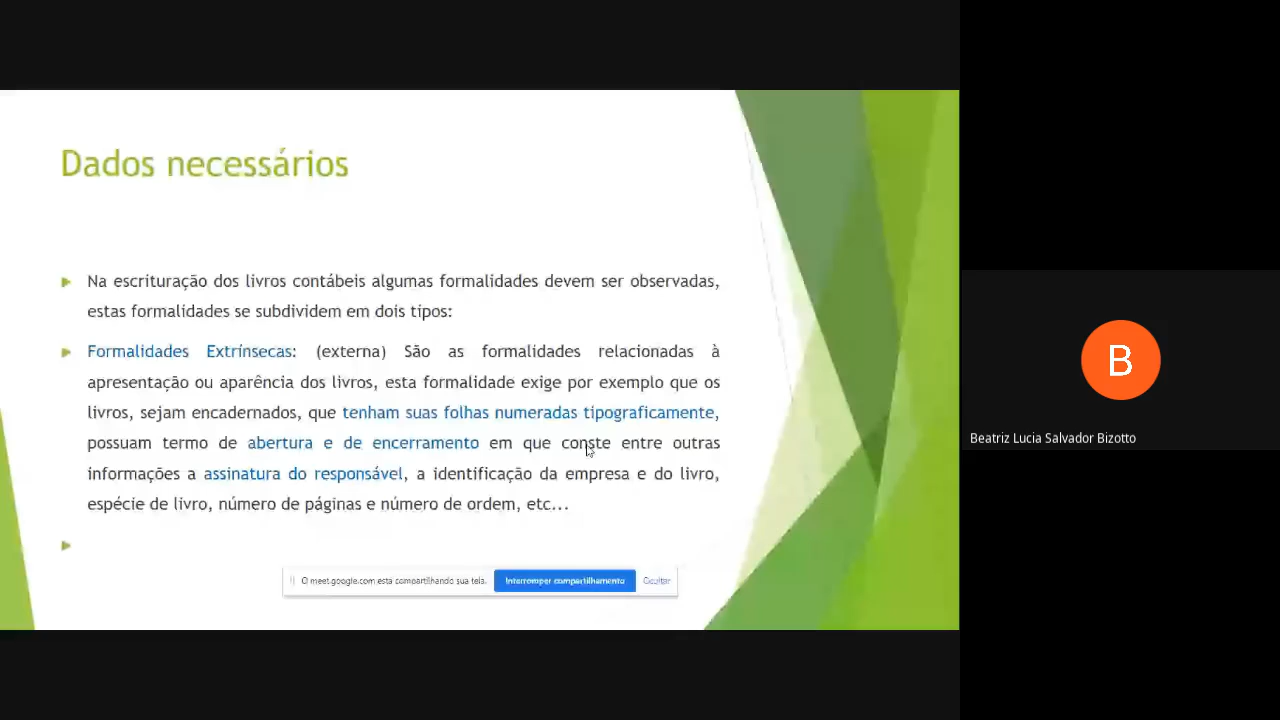 Dados necessários
Na escrituração dos livros contábeis algumas formalidades devem ser observadas,
estas formalidades se subdividem em dois tipos:
Formalidades Extrínsecas: (externa) São as formalidades relacionadas à
apresentação ou aparência dos livros, esta formalidade exige por exemplo que os
livros, sejam encadernados, que tenham suas folhas numeradas tipograficamente,
possuam termo de abertura e de encerramento em que conste entre outras
informações a assinatura do responsável, a identificação da empresa e do livro,
espécie de livro, número de páginas e número de ordem, etc...
O meet.google.com está compartilhando sua tela.
Interromper compartilhamento
Ocultar
B
Beatriz Lucia Salvador Bizotto